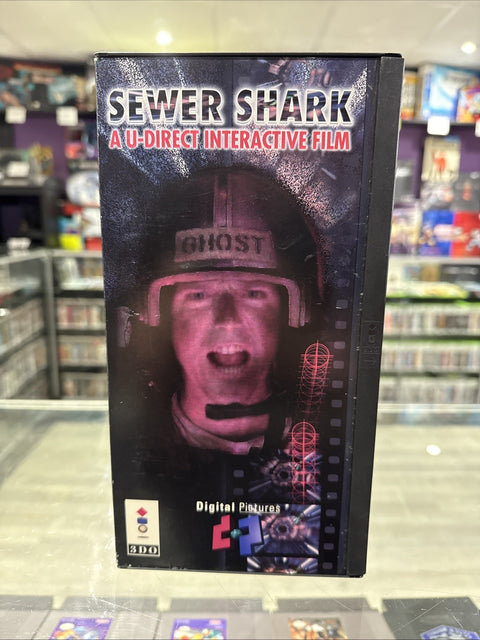 SEWER SHARK
A U-DIRECT INTERACTIVE FILM
GHOST
Digital Pictures
3DO